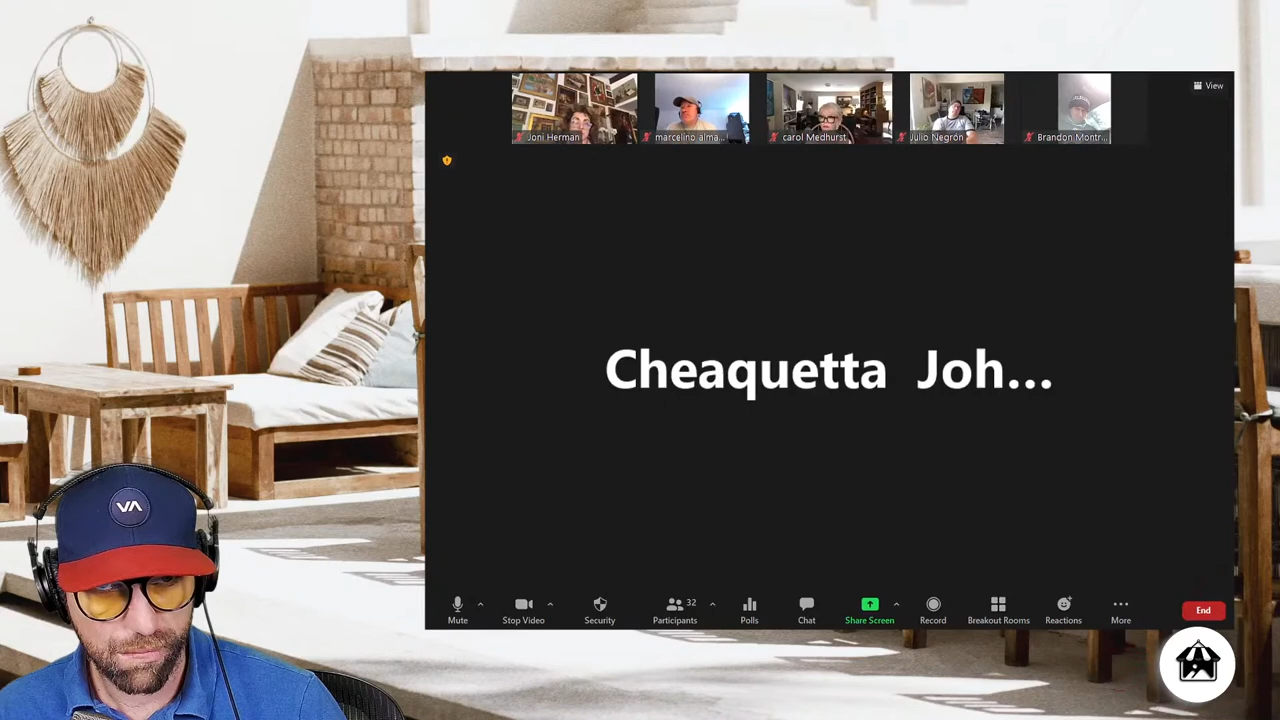 View
Joni Herman
marcelino alma...
carol Medhurst
Julio Negrón
Brandon Montr...
Cheaquetta Joh...
VA
Mute
Stop Video
Security
32
Participants
Polls
Chat
Share Screen
Record
Breakout Rooms
Reactions
More
End